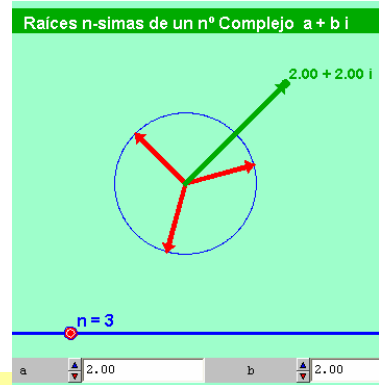 Raíces n-simas de un nº Complejo a + b i
2.00 + 2.00 i
n = 3
a 2.00 b 2.00